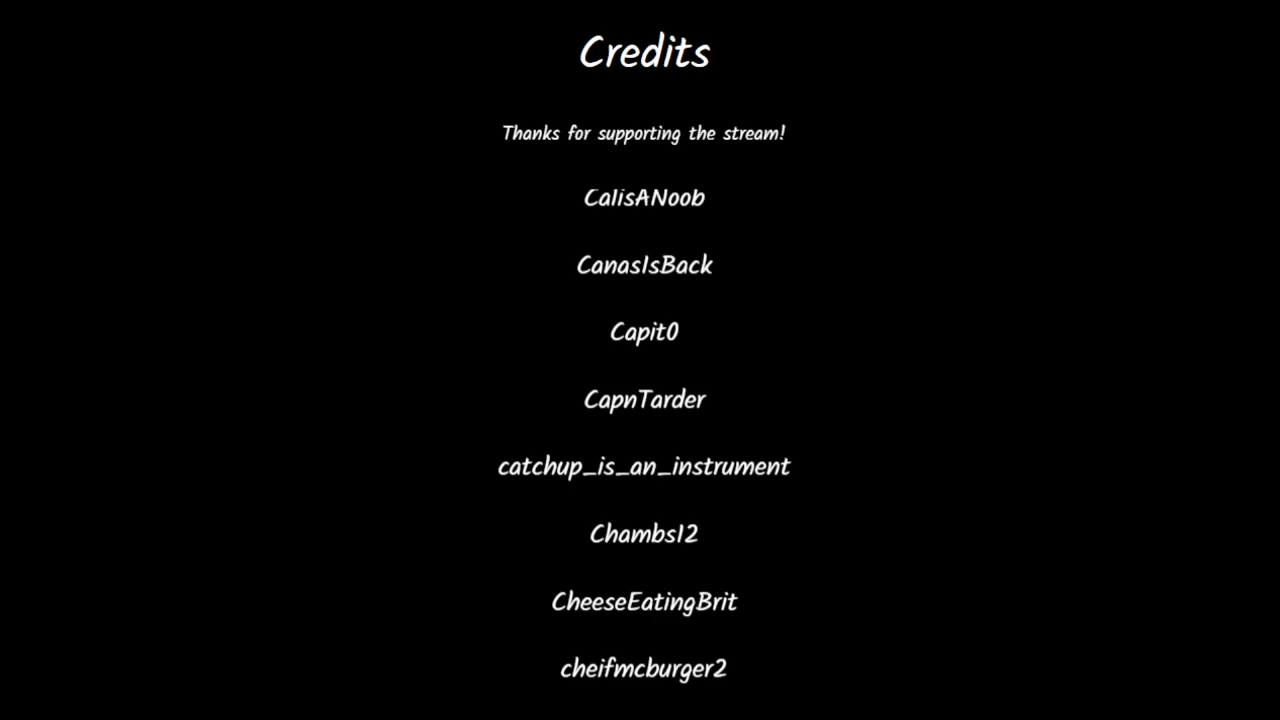 Credits
Thanks for supporting the stream!
CalisANoob
CanasIsBack
Capit0
CapnTarder
catchup_is_an_instrument
Chambs12
CheeseEatingBrit
cheifmcburger2